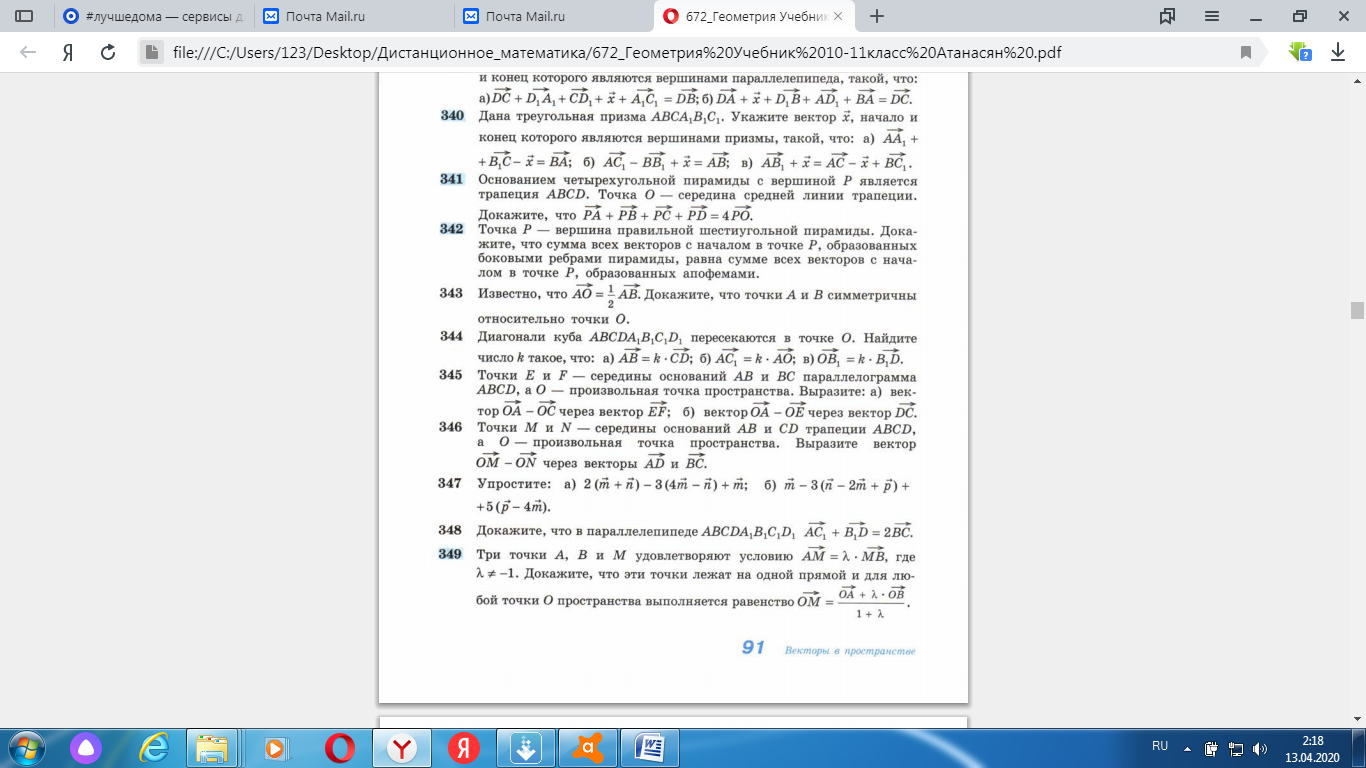 #лучшедома — сервисы д
Почта Mail.ru
Почта Mail.ru
672_Геометрия Учебник
Я
file:///C:/Users/123/Desktop/Дистанционное_математика/672_Геометрия%20Учебник%2010-11класс%20Атанасян%20.pdf
и конец которого являются вершинами параллелепипеда, такой, что:
а) DC + D₁A₁ + CD₁ + x + A₁C₁ = DB; б) DA + x + D₁B + AD₁ + BA = DC.
340 Дана треугольная призма ABCA₁B₁C₁. Укажите вектор x, начало и
конец которого являются вершинами призмы, такой, что: а) AA₁ +
+ B₁C – x = BA; б) AC₁ – BB₁ + x = AB; в) AB₁ + x = AC – x + BC₁.
341 Основанием четырехугольной пирамиды с вершиной P является
трапеция ABCD. Точка O — середина средней линии трапеции.
Докажите, что PA + PB + PC + PD = 4PO.
342 Точка P — вершина правильной шестиугольной пирамиды. Дока-
жите, что сумма всех векторов с началом в точке P, образованных
боковыми ребрами пирамиды, равна сумме всех векторов с нача-
лом в точке P, образованных апофемами.
343 Известно, что AO = 1/2 AB. Докажите, что точки A и B симметричны
относительно точки O.
344 Диагонали куба ABCDA₁B₁C₁D₁ пересекаются в точке O. Найдите
число k такое, что: а) AB = k · CD; б) AC₁ = k · AO; в) OB₁ = k · B₁D.
345 Точки E и F — середины оснований AB и BC параллелограмма
ABCD, а O — произвольная точка пространства. Выразите: а) век-
тор OA – OC через вектор EF; б) вектор OA – OE через вектор DC.
346 Точки M и N — середины оснований AB и CD трапеции ABCD,
а O — произвольная точка пространства. Выразите вектор
OM – ON через векторы AD и BC.
347 Упростите: а) 2 (m + n) – 3 (4m – n) + m; б) m – 3 (n – 2m + p) +
+ 5 (p – 4m).
348 Докажите, что в параллелепипеде ABCDA₁B₁C₁D₁ AC₁ + B₁D = 2BC.
349 Три точки A, B и M удовлетворяют условию AM = λ · MB, где
λ ≠ –1. Докажите, что эти точки лежат на одной прямой и для лю-
бой точки O пространства выполняется равенство OM = (OA + λ · OB)/(1 + λ).
91 Векторы в пространстве
RU
2:18
13.04.2020